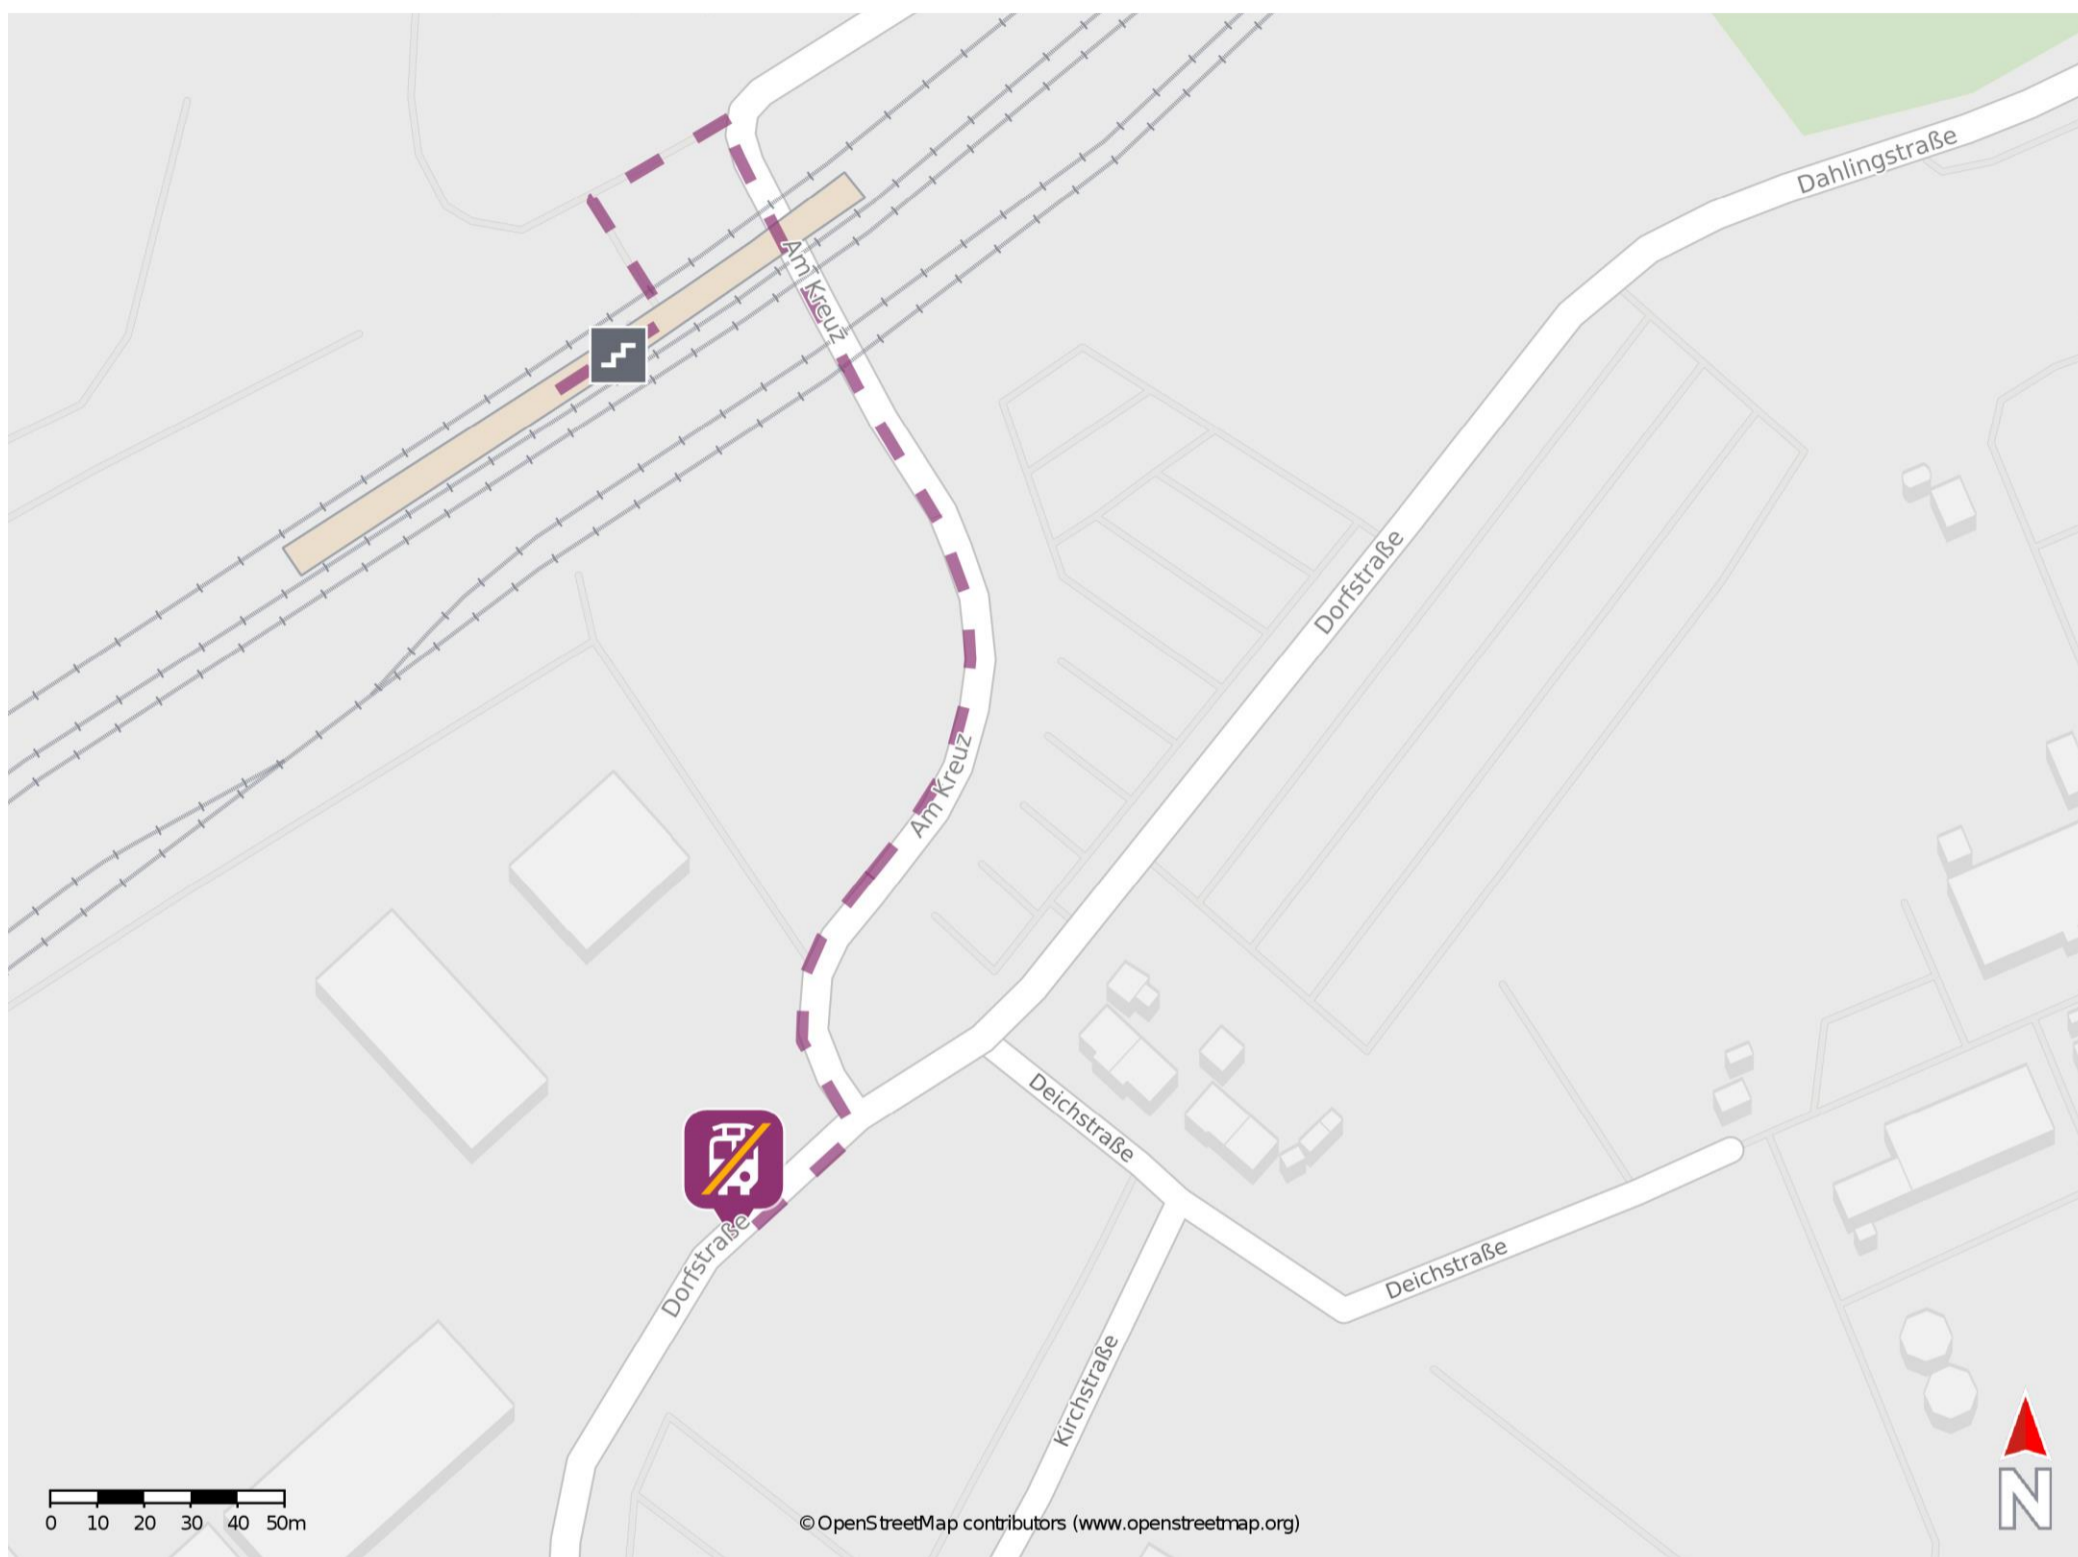 Dahlingstraße
Am Kreuz
Dorfstraße
Am Kreuz
Deichstraße
Dorfstraße
Deichstraße
Kirchstraße
N
0 10 20 30 40 50m
© OpenStreetMap contributors (www.openstreetmap.org)